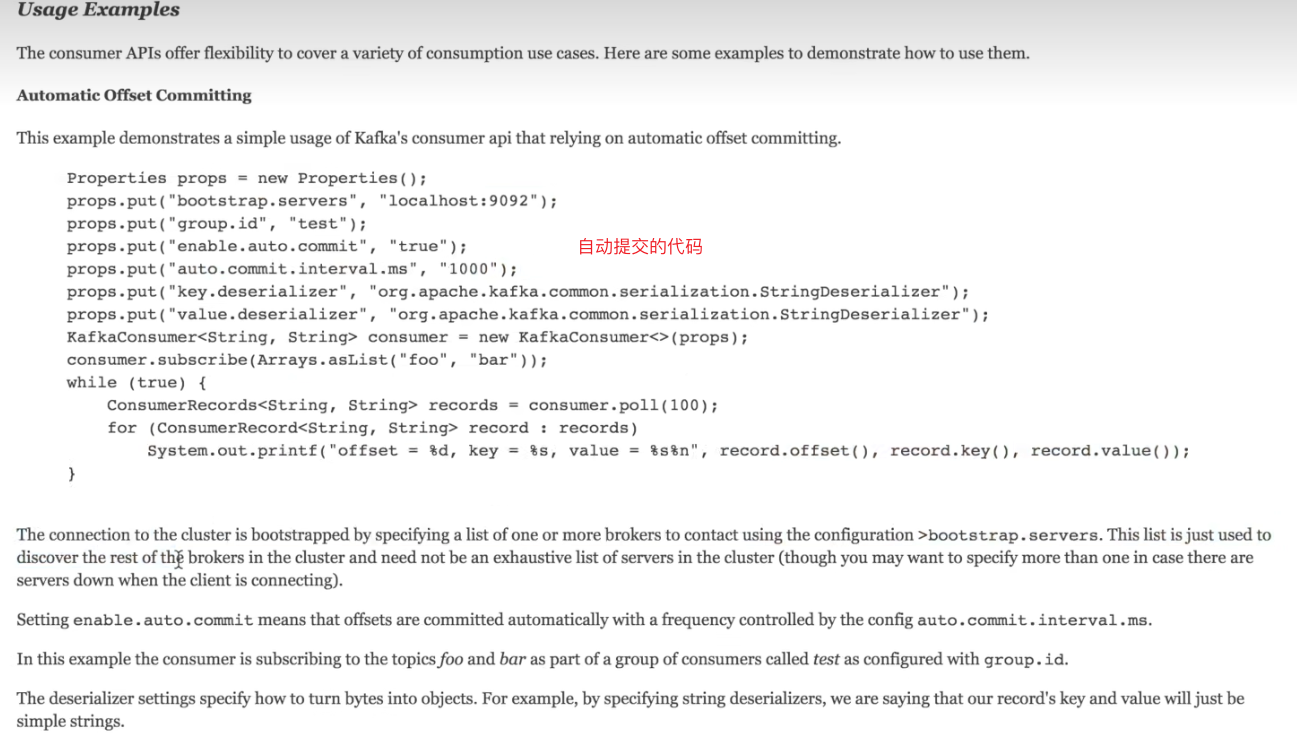 Usage Examples
The consumer APIs offer flexibility to cover a variety of consumption use cases. Here are some examples to demonstrate how to use them.
Automatic Offset Committing
This example demonstrates a simple usage of Kafka's consumer api that relying on automatic offset committing.
Properties props = new Properties();
props.put("bootstrap.servers", "localhost:9092");
props.put("group.id", "test");
props.put("enable.auto.commit", "true"); 自动提交的代码
props.put("auto.commit.interval.ms", "1000");
props.put("key.deserializer", "org.apache.kafka.common.serialization.StringDeserializer");
props.put("value.deserializer", "org.apache.kafka.common.serialization.StringDeserializer");
KafkaConsumer<String, String> consumer = new KafkaConsumer<>(props);
consumer.subscribe(Arrays.asList("foo", "bar"));
while (true) {
ConsumerRecords<String, String> records = consumer.poll(100);
for (ConsumerRecord<String, String> record : records)
System.out.printf("offset = %d, key = %s, value = %s%n", record.offset(), record.key(), record.value());
}
The connection to the cluster is bootstrapped by specifying a list of one or more brokers to contact using the configuration >bootstrap.servers. This list is just used to
discover the rest of the brokers in the cluster and need not be an exhaustive list of servers in the cluster (though you may want to specify more than one in case there are
servers down when the client is connecting).
Setting enable.auto.commit means that offsets are committed automatically with a frequency controlled by the config auto.commit.interval.ms.
In this example the consumer is subscribing to the topics foo and bar as part of a group of consumers called test as configured with group.id.
The deserializer settings specify how to turn bytes into objects. For example, by specifying string deserializers, we are saying that our record's key and value will just be
simple strings.